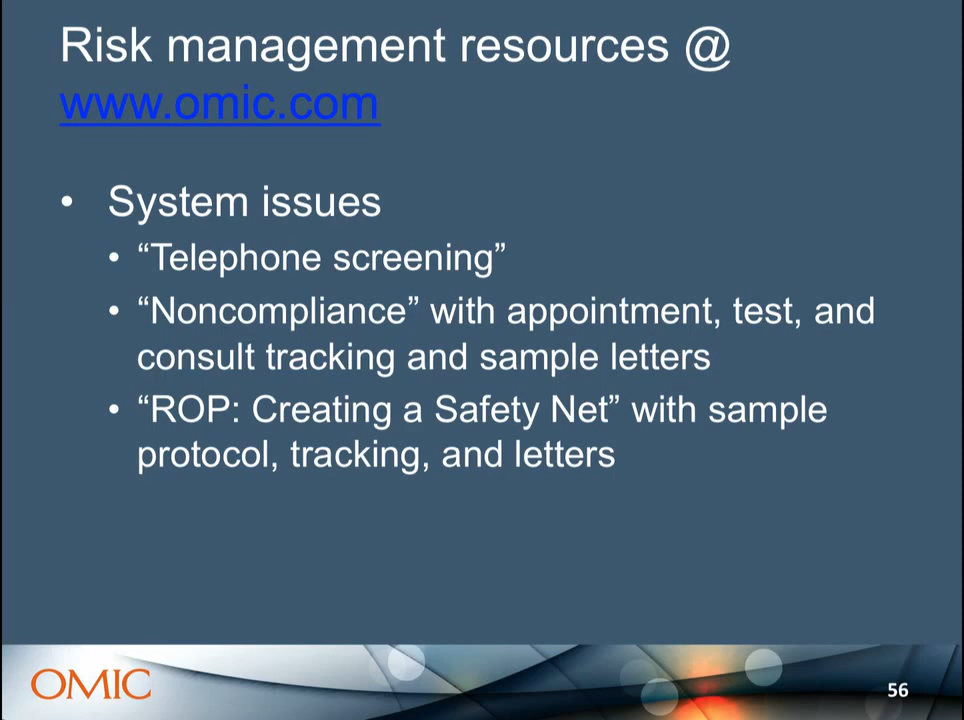 Risk management resources @
www.omic.com
• System issues
• “Telephone screening”
• “Noncompliance” with appointment, test, and
consult tracking and sample letters
• “ROP: Creating a Safety Net” with sample
protocol, tracking, and letters
OMIC
56